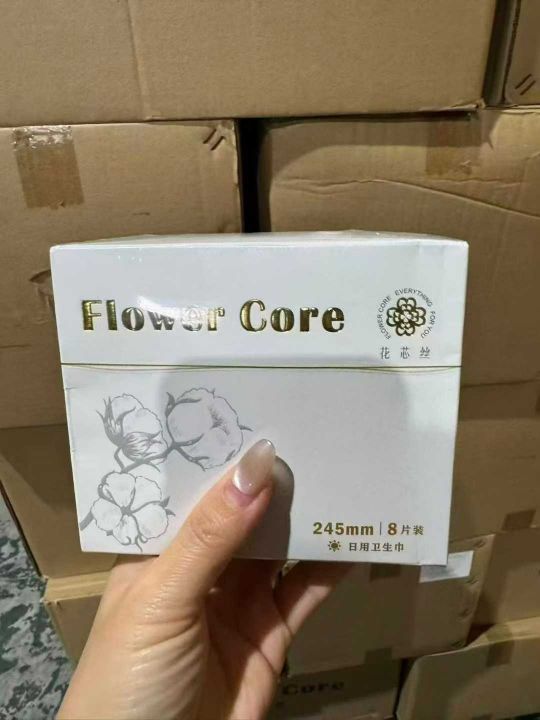 Flower Core
FLOWER CORE EVERYTHING FOR YOU
花芯丝
245mm | 8片装
日用卫生巾
Core